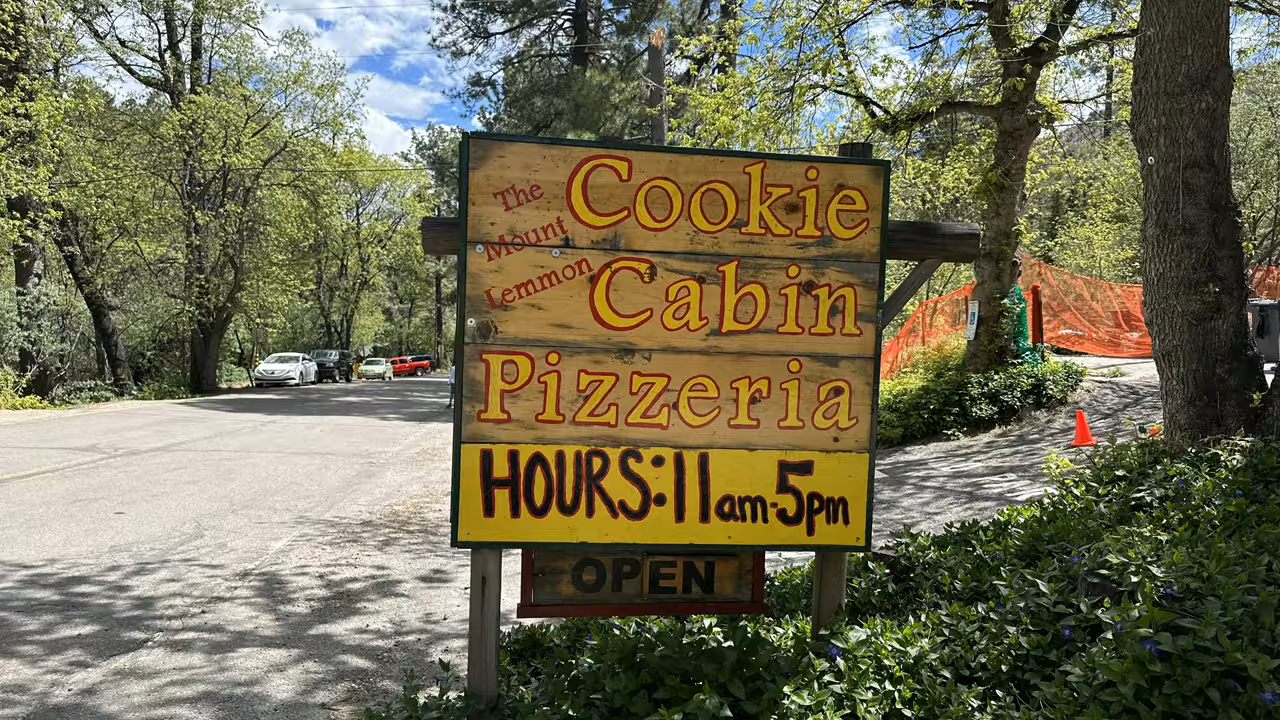 The Mount Lemmon
Cookie
Cabin
Pizzeria
HOURS: 11am-5pm
OPEN